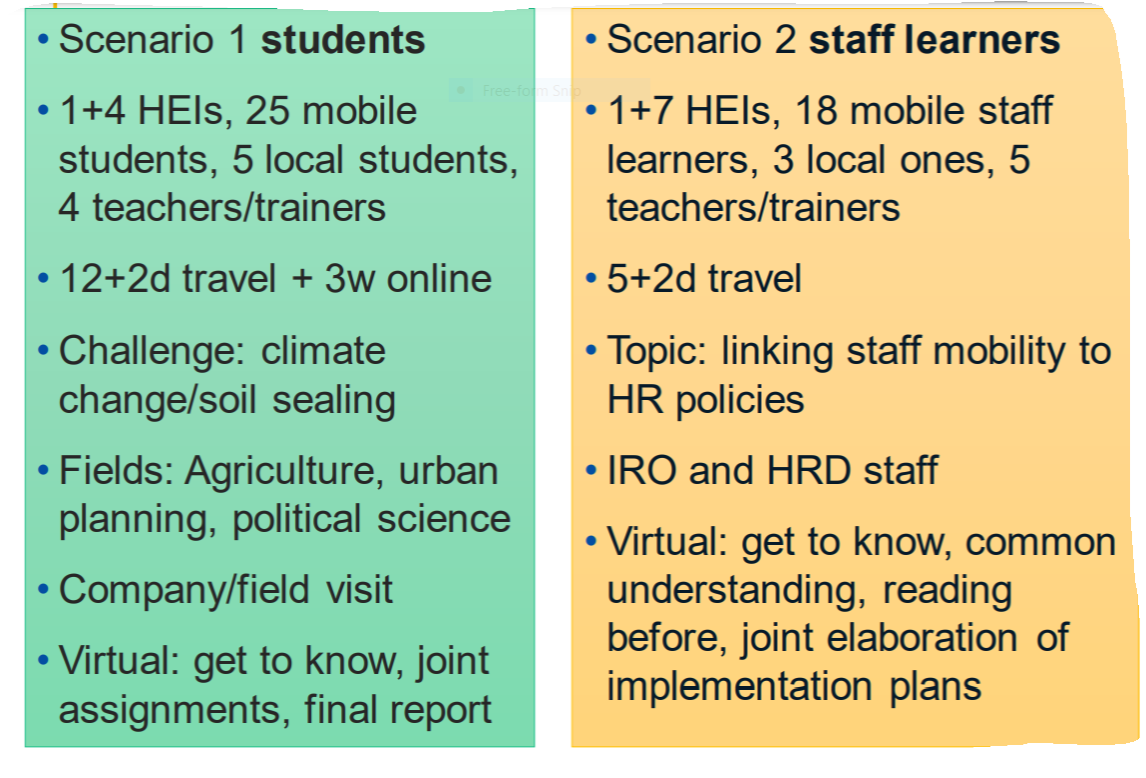 • Scenario 1 students
• 1+4 HEIs, 25 mobile
students, 5 local students,
4 teachers/trainers
• 12+2d travel + 3w online
• Challenge: climate
change/soil sealing
• Fields: Agriculture, urban
planning, political science
• Company/field visit
• Virtual: get to know, joint
assignments, final report
Free-form Snip
• Scenario 2 staff learners
• 1+7 HEIs, 18 mobile staff
learners, 3 local ones, 5
teachers/trainers
• 5+2d travel
• Topic: linking staff mobility to
HR policies
• IRO and HRD staff
• Virtual: get to know, common
understanding, reading
before, joint elaboration of
implementation plans